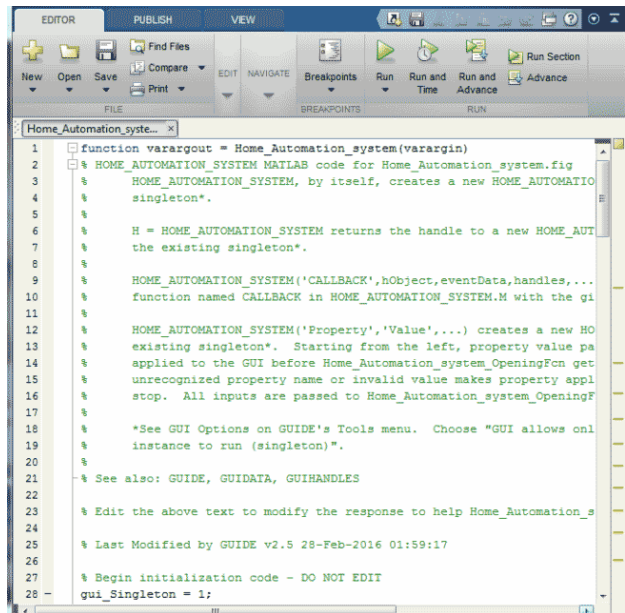 EDITOR PUBLISH VIEW
New Open Save Find Files Compare Print EDIT NAVIGATE Breakpoints Run Run and Time Run and Advance Run Section Advance
FILE BREAKPOINTS RUN
Home_Automation_syste... ×
1 function varargout = Home_Automation_system(varargin)
2 % HOME_AUTOMATION_SYSTEM MATLAB code for Home_Automation_system.fig
3 % HOME_AUTOMATION_SYSTEM, by itself, creates a new HOME_AUTOMATIO
4 % singleton*.
5 %
6 % H = HOME_AUTOMATION_SYSTEM returns the handle to a new HOME_AUT
7 % the existing singleton*.
8 %
9 % HOME_AUTOMATION_SYSTEM('CALLBACK',hObject,eventData,handles,...
10 % function named CALLBACK in HOME_AUTOMATION_SYSTEM.M with the gi
11 %
12 % HOME_AUTOMATION_SYSTEM('Property','Value',...) creates a new HO
13 % existing singleton*. Starting from the left, property value pa
14 % applied to the GUI before Home_Automation_system_OpeningFcn get
15 % unrecognized property name or invalid value makes property appl
16 % stop. All inputs are passed to Home_Automation_system_OpeningF
17 %
18 % *See GUI Options on GUIDE's Tools menu. Choose "GUI allows onl
19 % instance to run (singleton)".
20 %
21 % See also: GUIDE, GUIDATA, GUIHANDLES
22
23 % Edit the above text to modify the response to help Home_Automation_s
24
25 % Last Modified by GUIDE v2.5 28-Feb-2016 01:59:17
26
27 % Begin initialization code - DO NOT EDIT
28 – gui_Singleton = 1;